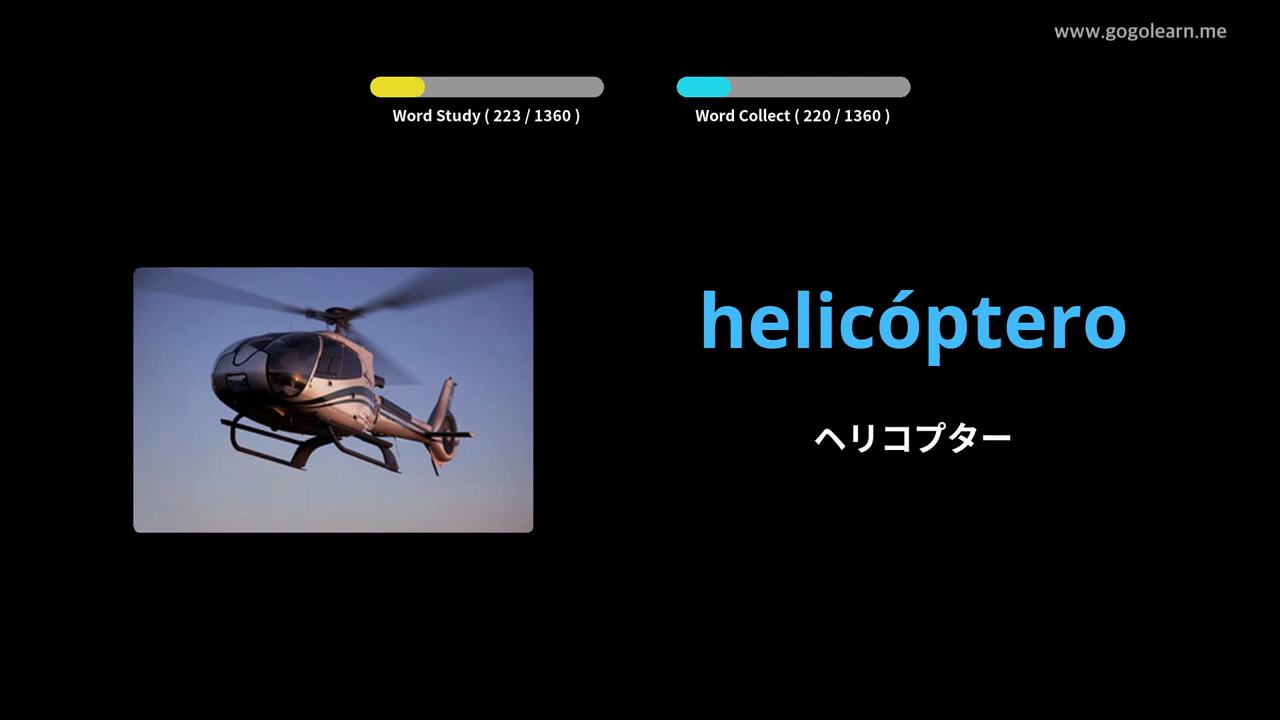 www.gogolearn.me
Word Study ( 223 / 1360 )
Word Collect ( 220 / 1360 )
helicóptero
ヘリコプター